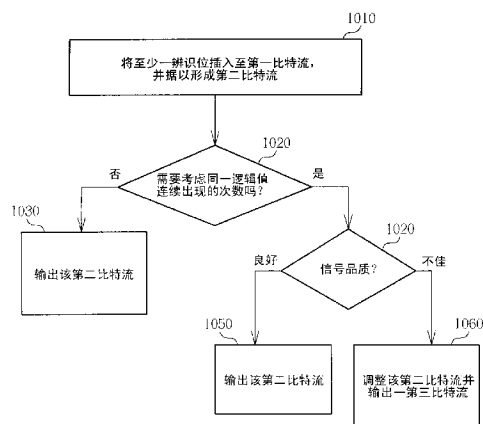 1010
将至少一辨识位插入至第一比特流，
并据以形成第二比特流
1020
需要考虑同一逻辑值
连续出现的次数吗？
否
是
1030
输出该第二比特流
1020
信号品质？
良好
不佳
1050
输出该第二比特流
1060
调整该第二比特流并
输出一第三比特流